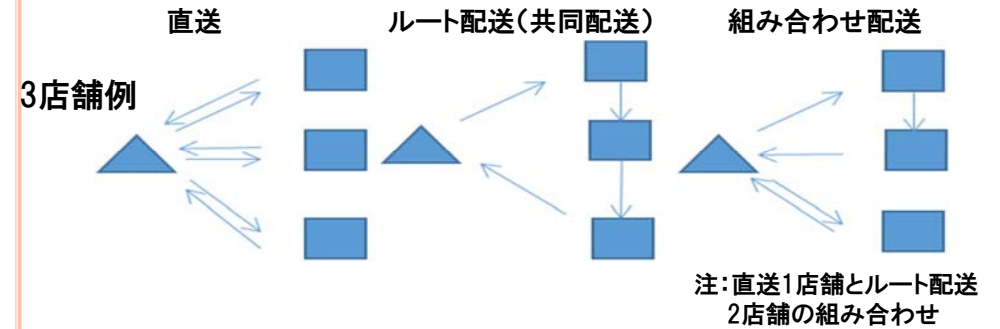 直送
ルート配送(共同配送)
組み合わせ配送
3店舗例
注:直送1店舗とルート配送
2店舗の組み合わせ